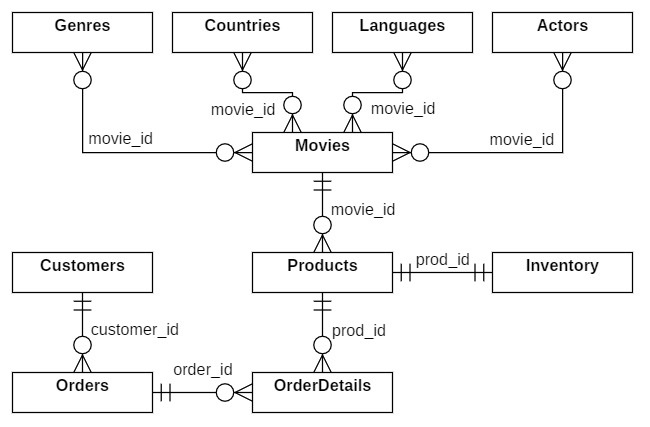 Genres
Countries
Languages
Actors
movie_id
movie_id
movie_id
movie_id
Movies
movie_id
Customers
Products
prod_id
Inventory
customer_id
prod_id
order_id
Orders
OrderDetails